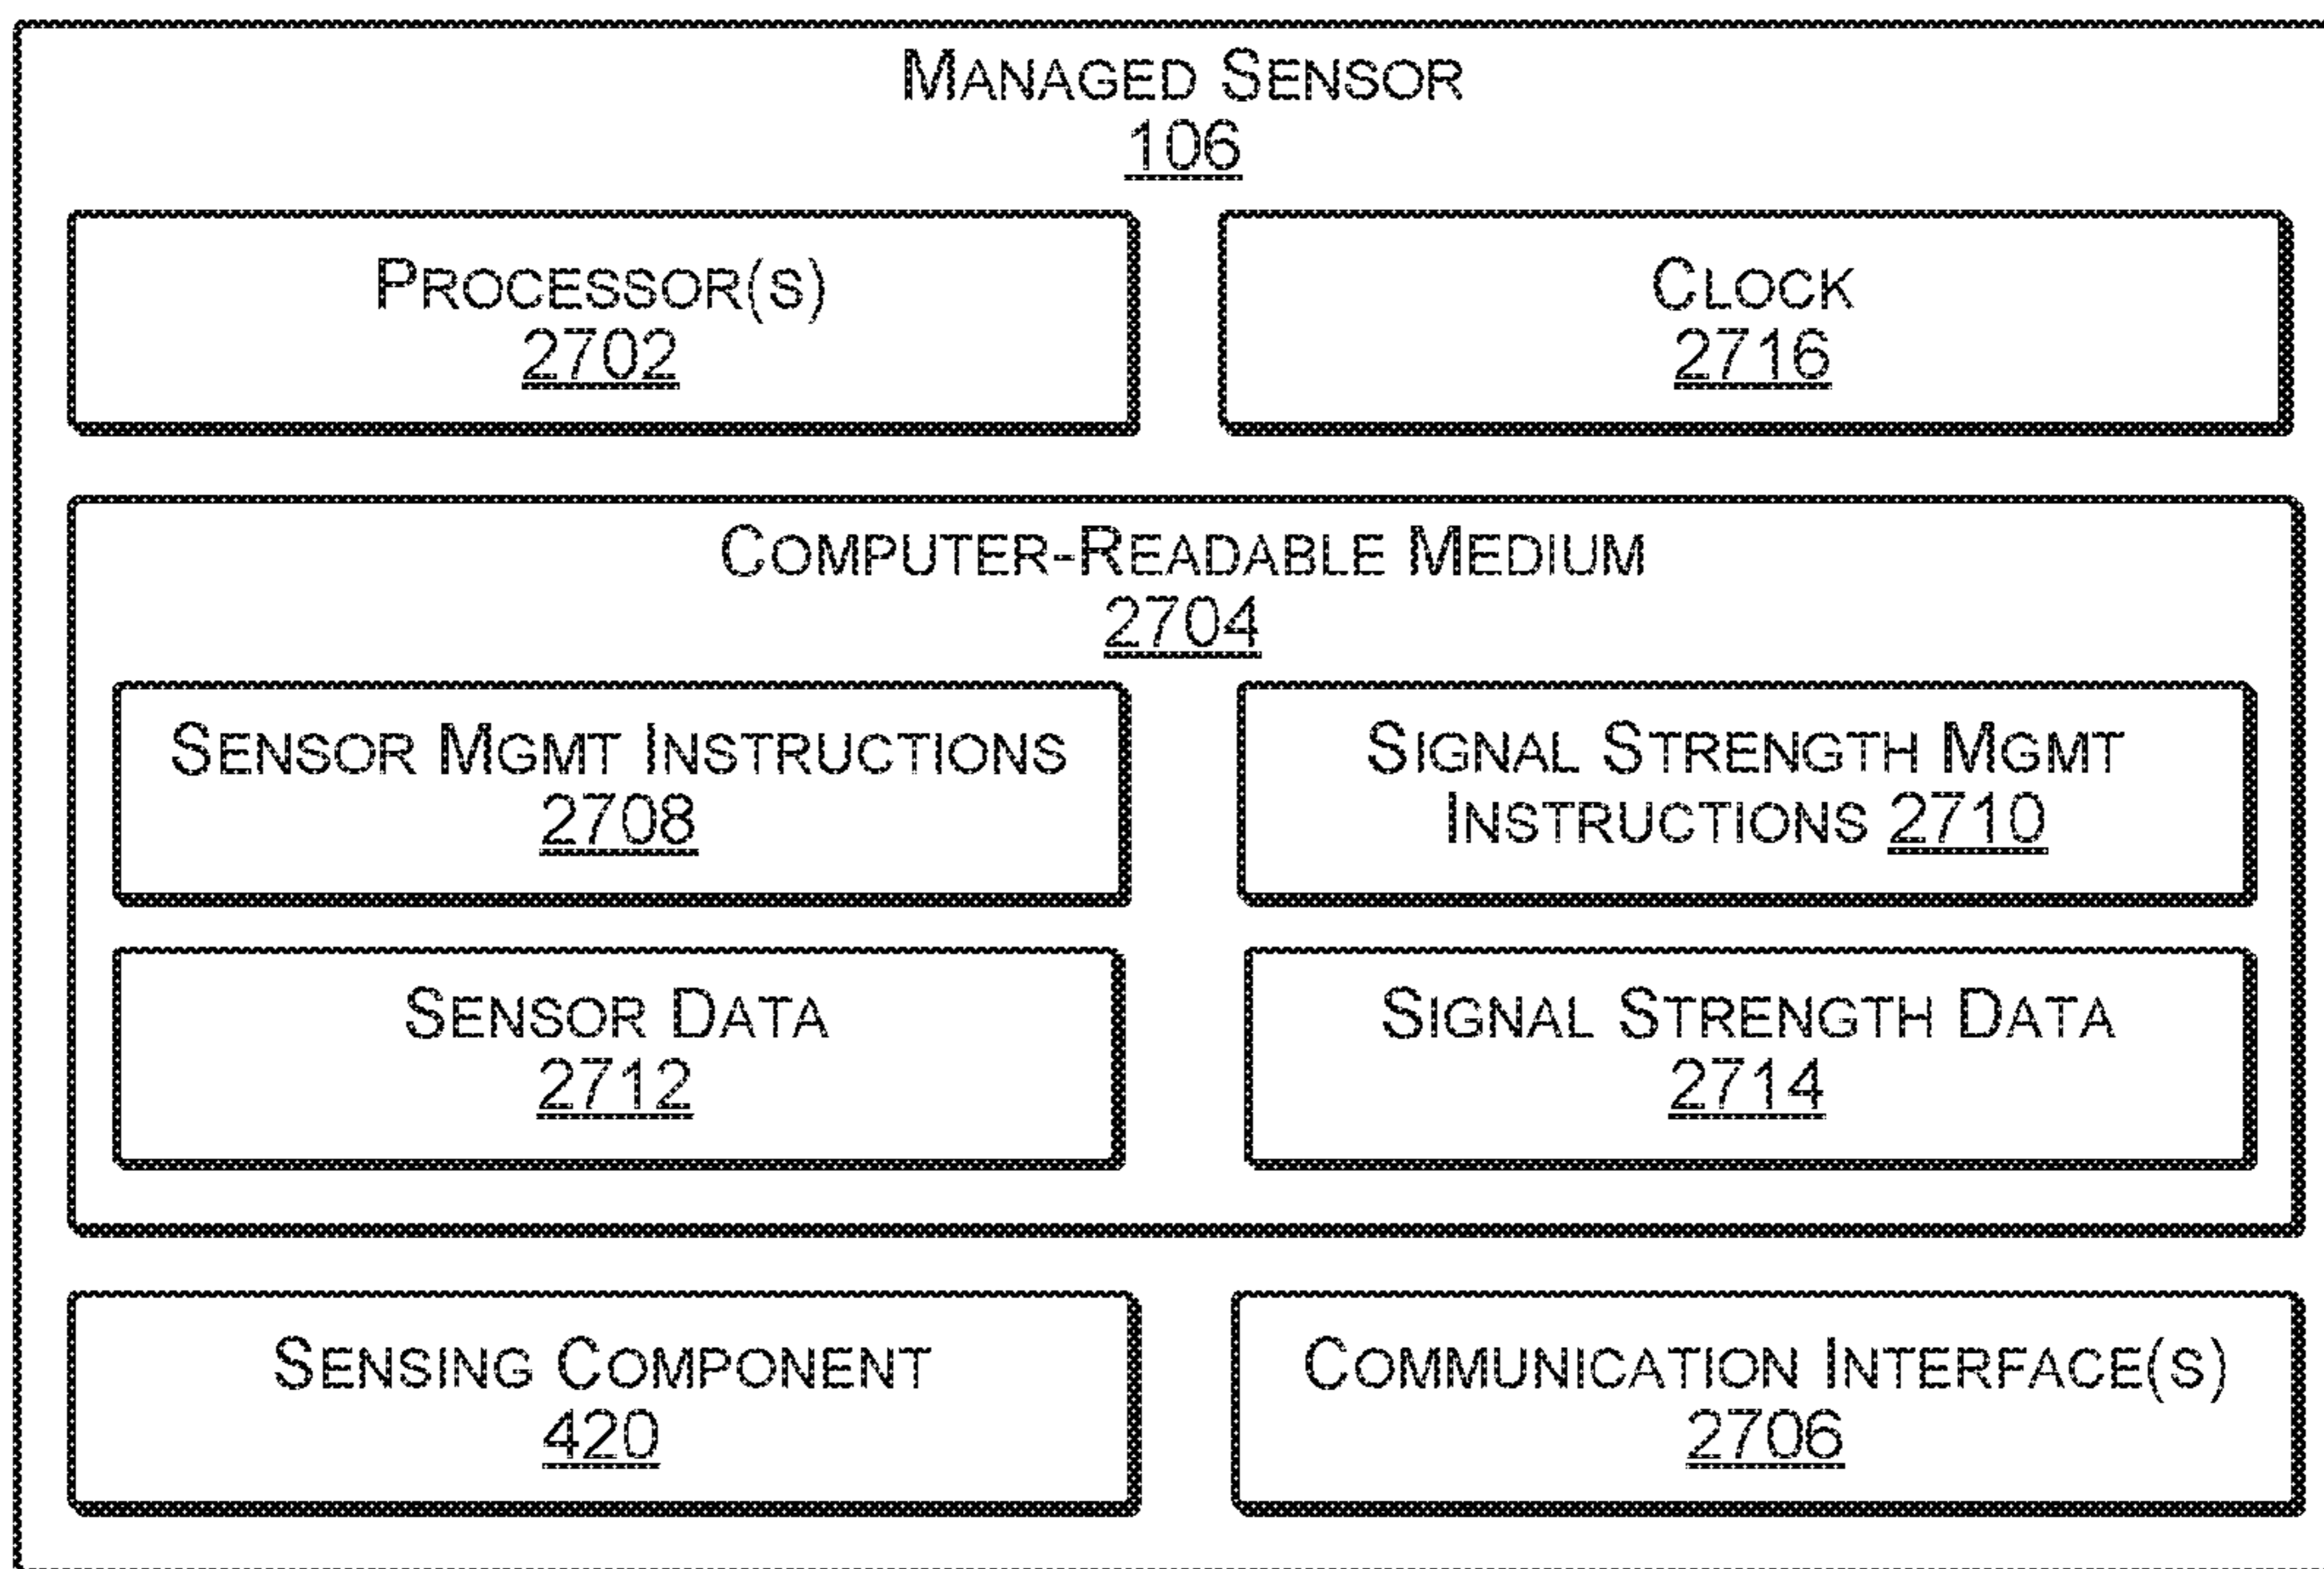 MANAGED SENSOR
106
PROCESSOR(S)
2702
CLOCK
2716
COMPUTER-READABLE MEDIUM
2704
SENSOR MGMT INSTRUCTIONS
2708
SIGNAL STRENGTH MGMT
INSTRUCTIONS 2710
SENSOR DATA
2712
SIGNAL STRENGTH DATA
2714
SENSING COMPONENT
420
COMMUNICATION INTERFACE(S)
2706